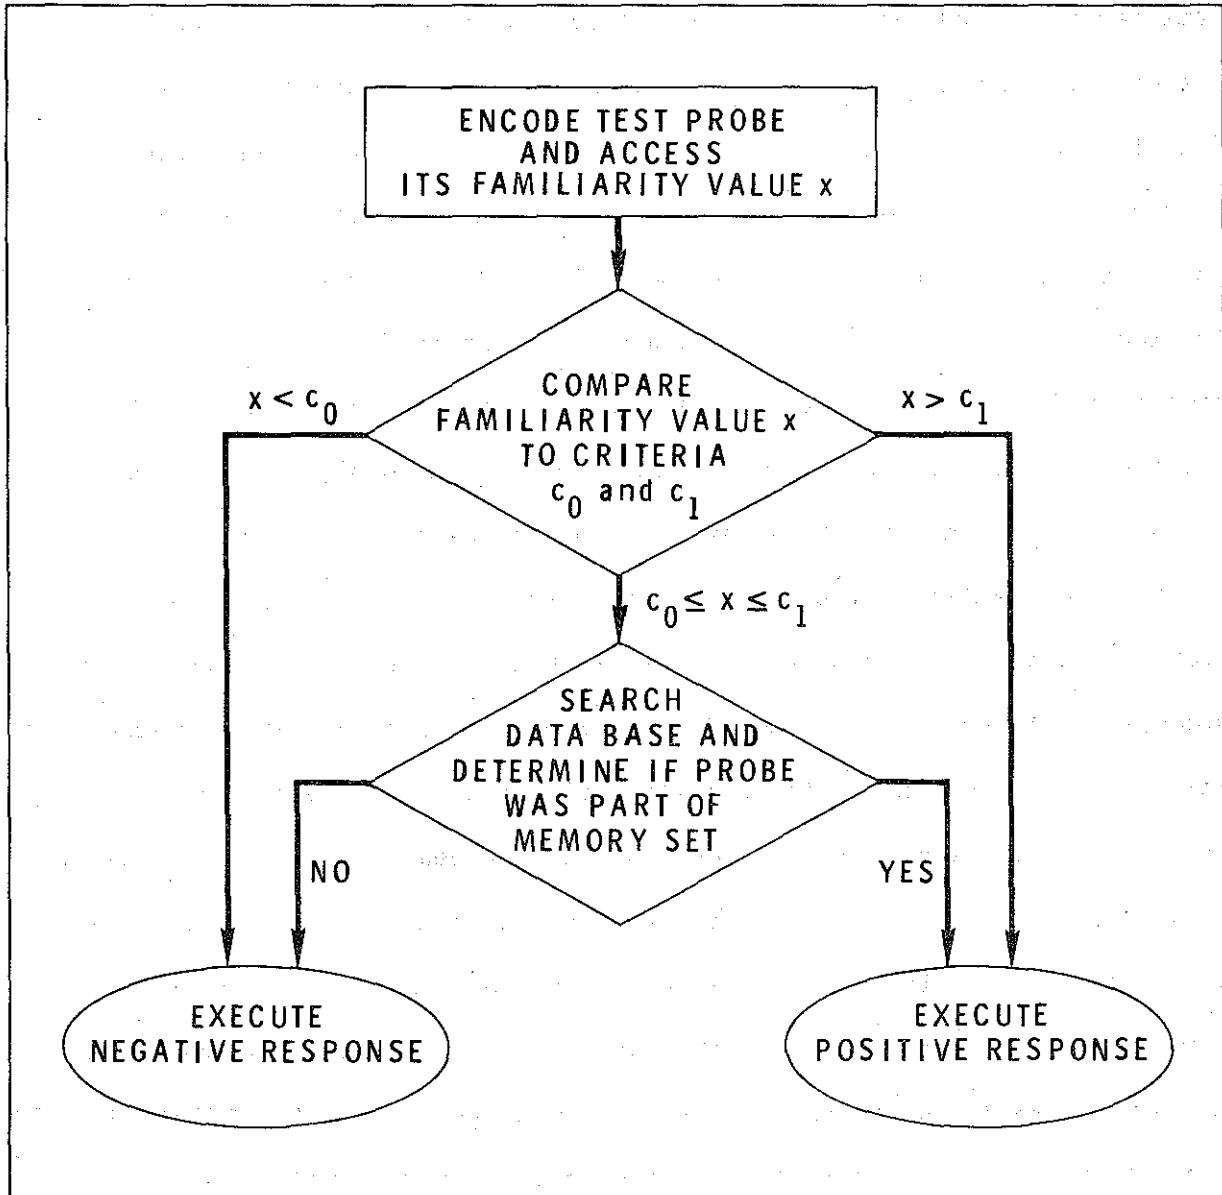 ENCODE TEST PROBE
AND ACCESS
ITS FAMILIARITY VALUE x
x < c₀
COMPARE
FAMILIARITY VALUE x
TO CRITERIA
c₀ and c₁
x > c₁
c₀ ≤ x ≤ c₁
SEARCH
DATA BASE AND
DETERMINE IF PROBE
WAS PART OF
MEMORY SET
NO
YES
EXECUTE
NEGATIVE RESPONSE
EXECUTE
POSITIVE RESPONSE